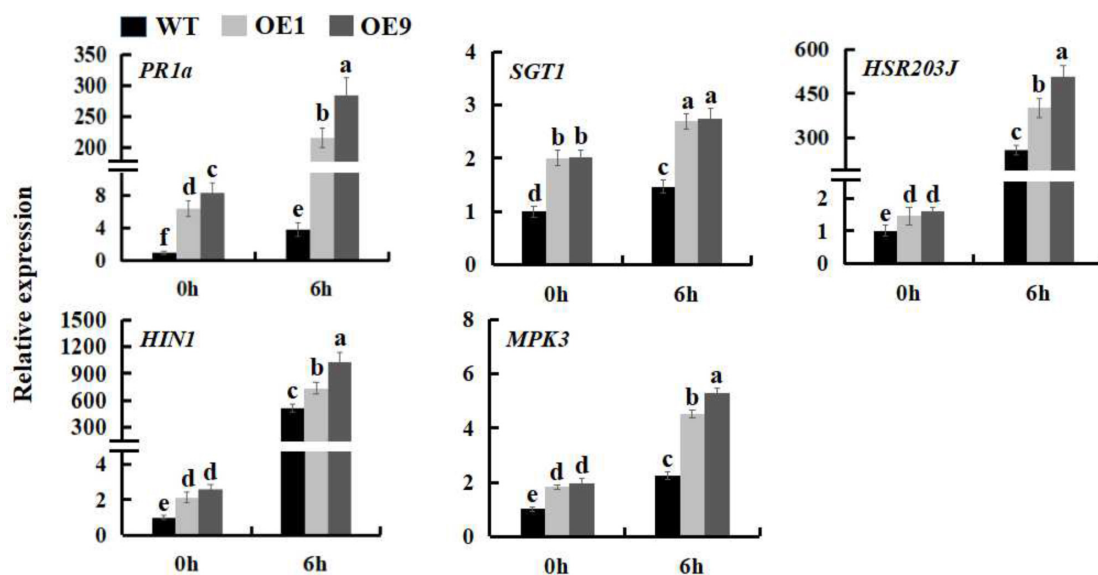 WT OE1 OE9
Relative expression
PR1a
350
300
250
200
8
4
0
f d c e b a
0h 6h
SGT1
4
3
2
1
0
d b b c a a
0h 6h
HSR203J
600
450
300
2
1
0
e d d c b a
0h 6h
HIN1
1500
1200
900
600
300
4
2
0
e d d c b a
0h 6h
MPK3
8
6
4
2
0
e d d c b a
0h 6h